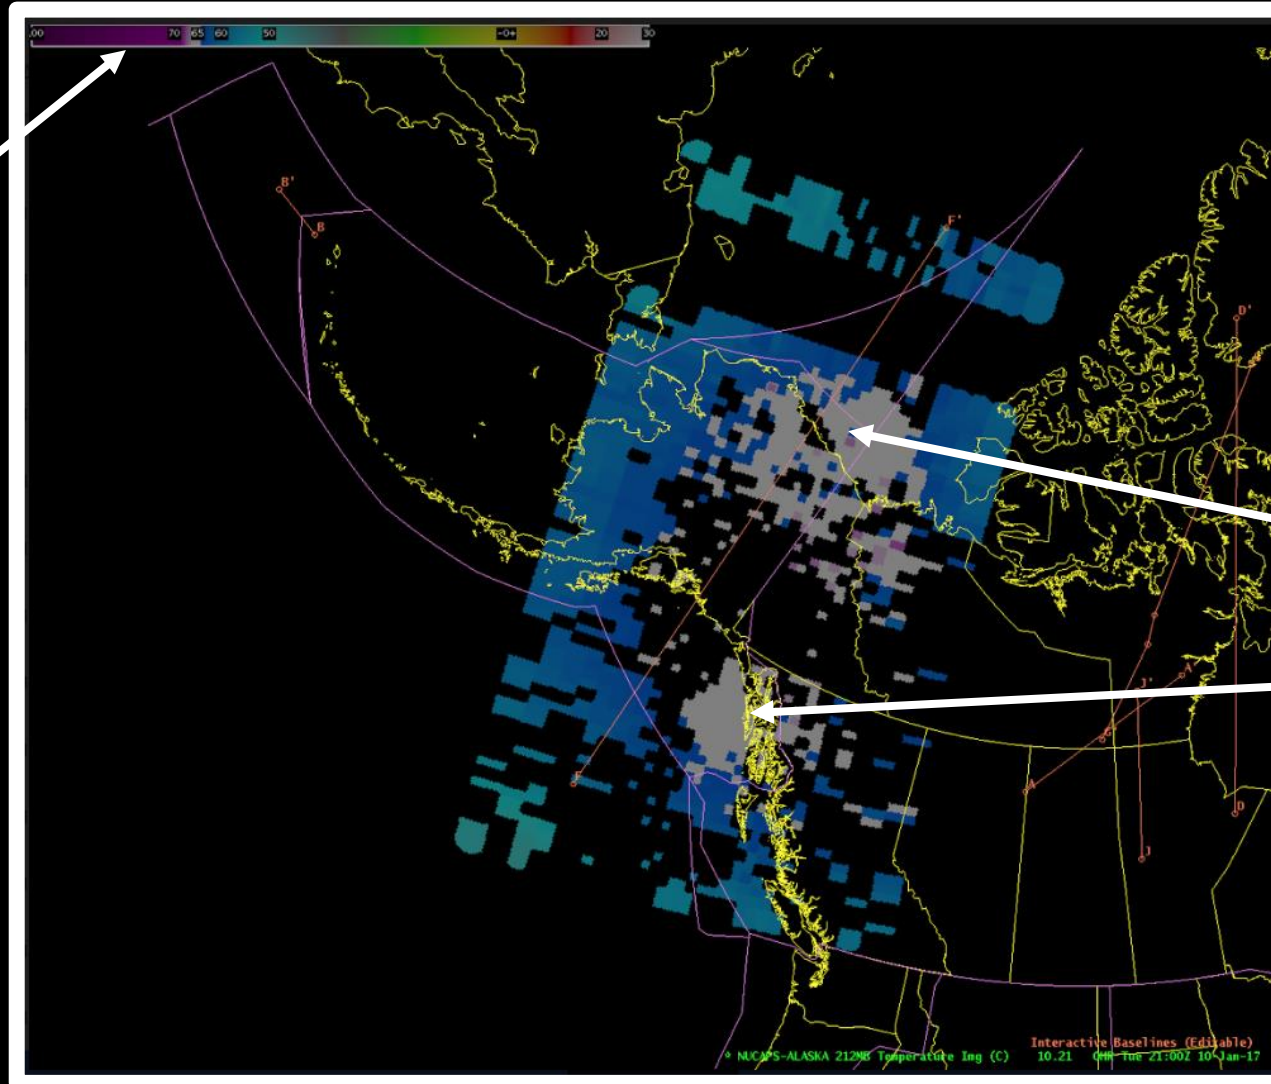 .00 70 65 60 50 -0+ 20 30
B'
B
F'
D'
A'
J'
A
F
D
J
Interactive Baselines (Editable)
NUCAPS-ALASKA 212MB Temperature Img (C) 10.21 Tue 21:00Z 10-Jan-17